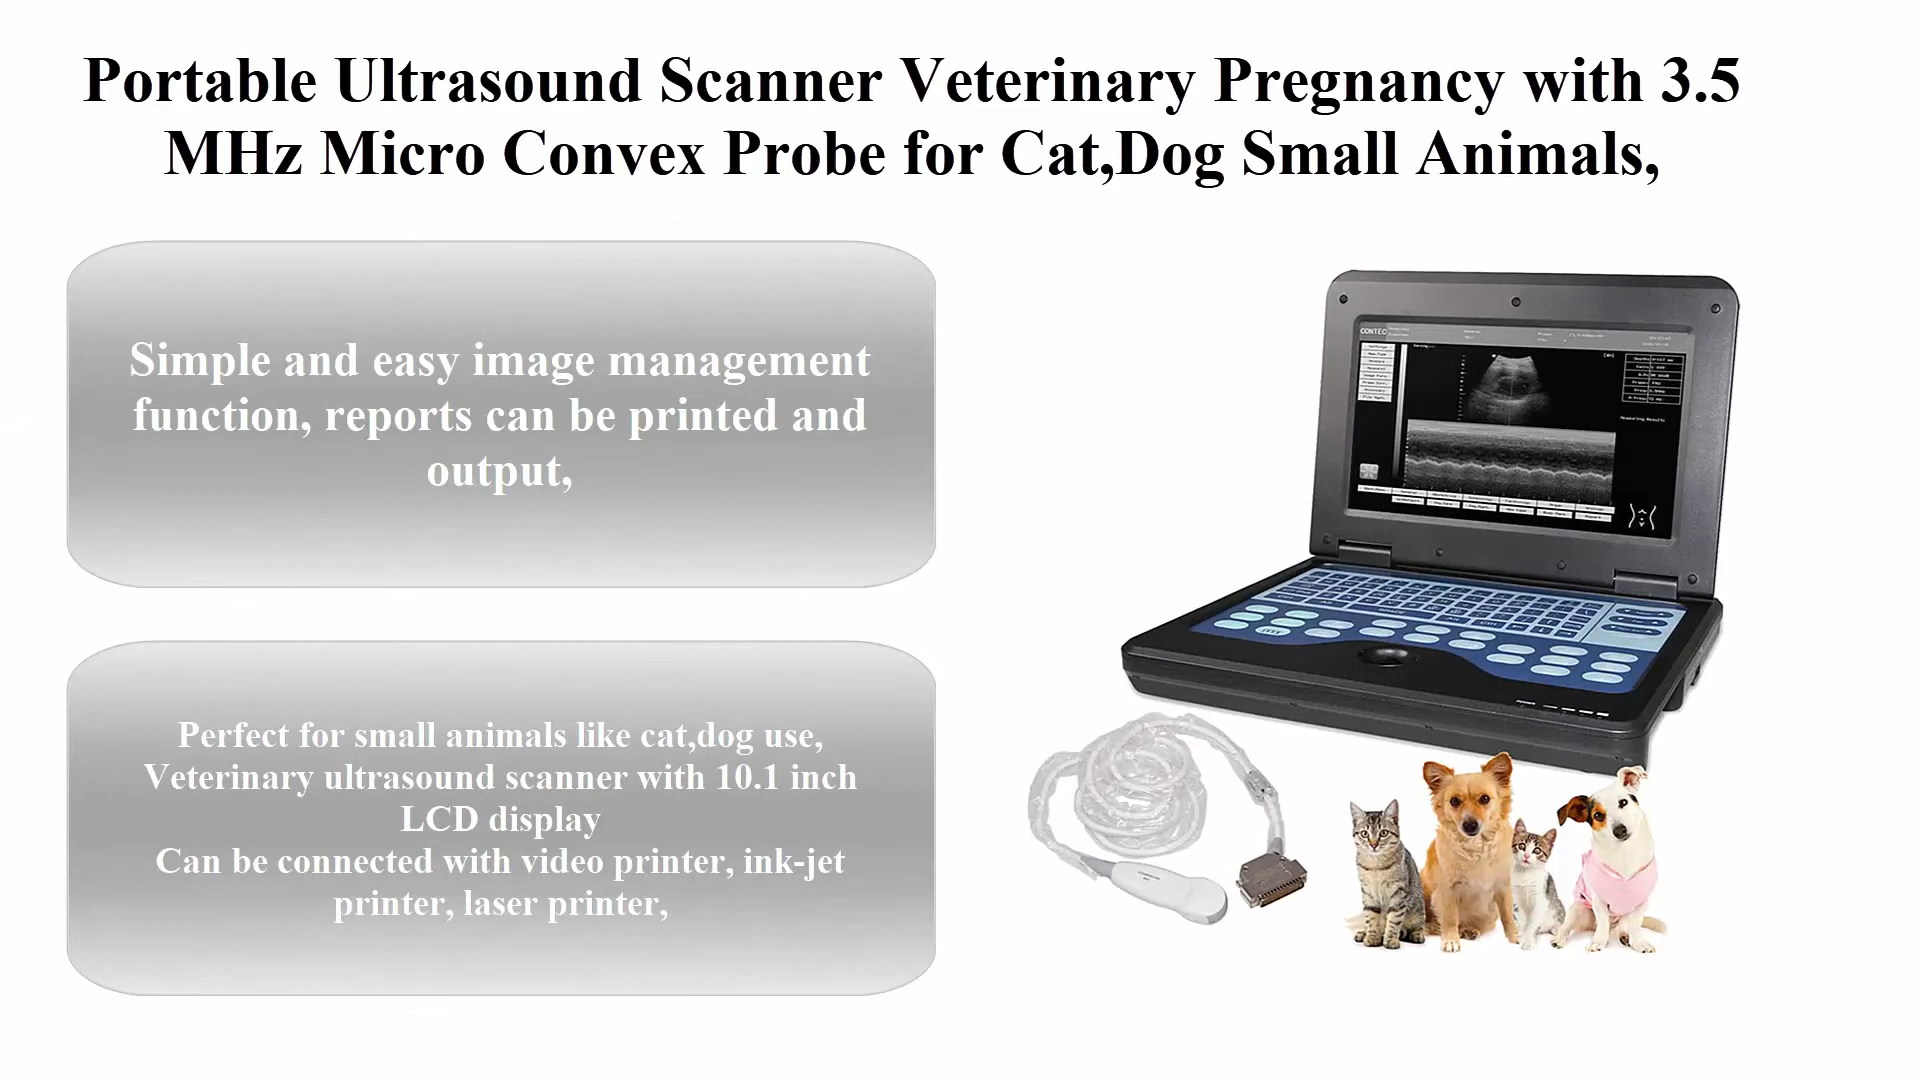 Portable Ultrasound Scanner Veterinary Pregnancy with 3.5
MHz Micro Convex Probe for Cat,Dog Small Animals,
Simple and easy image management
function, reports can be printed and
output,
Perfect for small animals like cat,dog use,
Veterinary ultrasound scanner with 10.1 inch
LCD display
Can be connected with video printer, ink-jet
printer, laser printer,
CONTEC